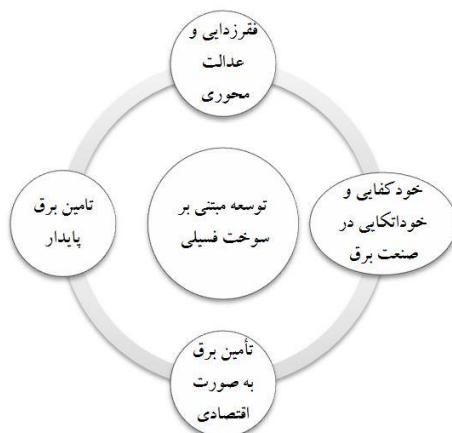 فقرزدایی و
عدالت
محوری
خودکفایی و
خوداتکایی در
صنعت برق
توسعه مبتنی بر
سوخت فسیلی
تامین برق
پایدار
تأمین برق
به صورت
اقتصادی